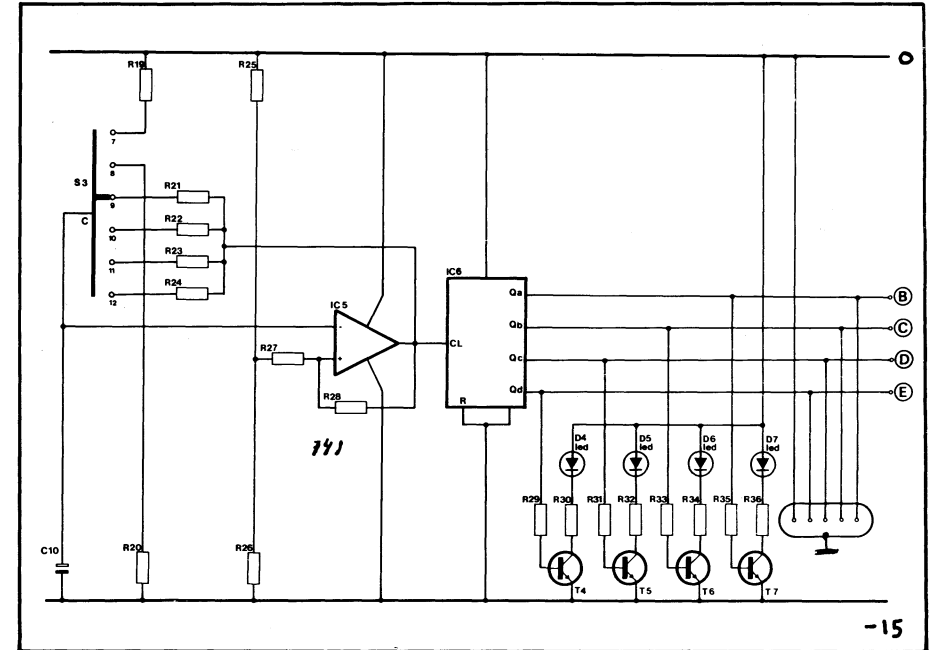 O
R19
R25
7
8
S3
R21
9
C
R22
10
R23
11
R24
12
IC6
Qa
B
IC5
-
Qb
C
CL
R27
+
Qc
D
R28
Qd
E
R
741
D4
led
D5
led
D6
led
D7
led
R29
R30
R31
R32
R33
R34
R35
R36
C10
R20
R26
T4
T5
T6
T7
-15